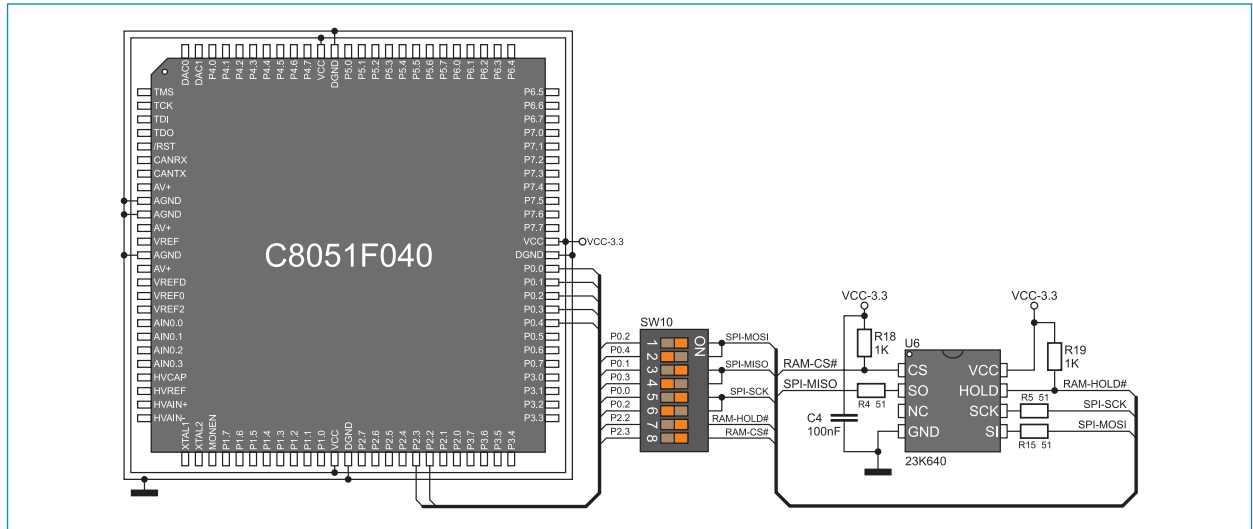 DAC0
DAC1
P4.0
P4.1
P4.2
P4.3
P4.4
P4.5
P4.6
P4.7
VCC
DGND
P5.0
P5.1
P5.2
P5.3
P5.4
P5.5
P5.6
P5.7
P6.0
P6.1
P6.2
P6.3
P6.4
TMS
TCK
TDI
TDO
/RST
CANRX
CANTX
AV+
AGND
AGND
AV+
VREF
AGND
AV+
VREFD
VREF0
VREF2
AIN0.0
AIN0.1
AIN0.2
AIN0.3
HVCAP
HVREF
HVAIN+
HVAIN-
C8051F040
P6.5
P6.6
P6.7
P7.0
P7.1
P7.2
P7.3
P7.4
P7.5
P7.6
P7.7
VCC
DGND
P0.0
P0.1
P0.2
P0.3
P0.4
P0.5
P0.6
P0.7
P3.0
P3.1
P3.2
P3.3
VCC-3.3
XTAL1
XTAL2
MONEN
P1.7
P1.6
P1.5
P1.4
P1.3
P1.2
P1.1
P1.0
VCC
DGND
P2.7
P2.6
P2.5
P2.4
P2.3
P2.2
P2.1
P2.0
P3.7
P3.6
P3.5
P3.4
SW10
P0.2
P0.4
P0.1
P0.3
P0.0
P0.2
P2.2
P2.3
1
2
3
4
5
6
7
8
ON
SPI-MOSI
SPI-MISO
SPI-SCK
RAM-HOLD#
RAM-CS#
VCC-3.3
R18
1K
RAM-CS#
SPI-MISO
R4 51
C4
100nF
U6
CS
SO
NC
GND
VCC
HOLD
SCK
SI
23K640
VCC-3.3
R19
1K
RAM-HOLD#
R5 51
SPI-SCK
SPI-MOSI
R15 51